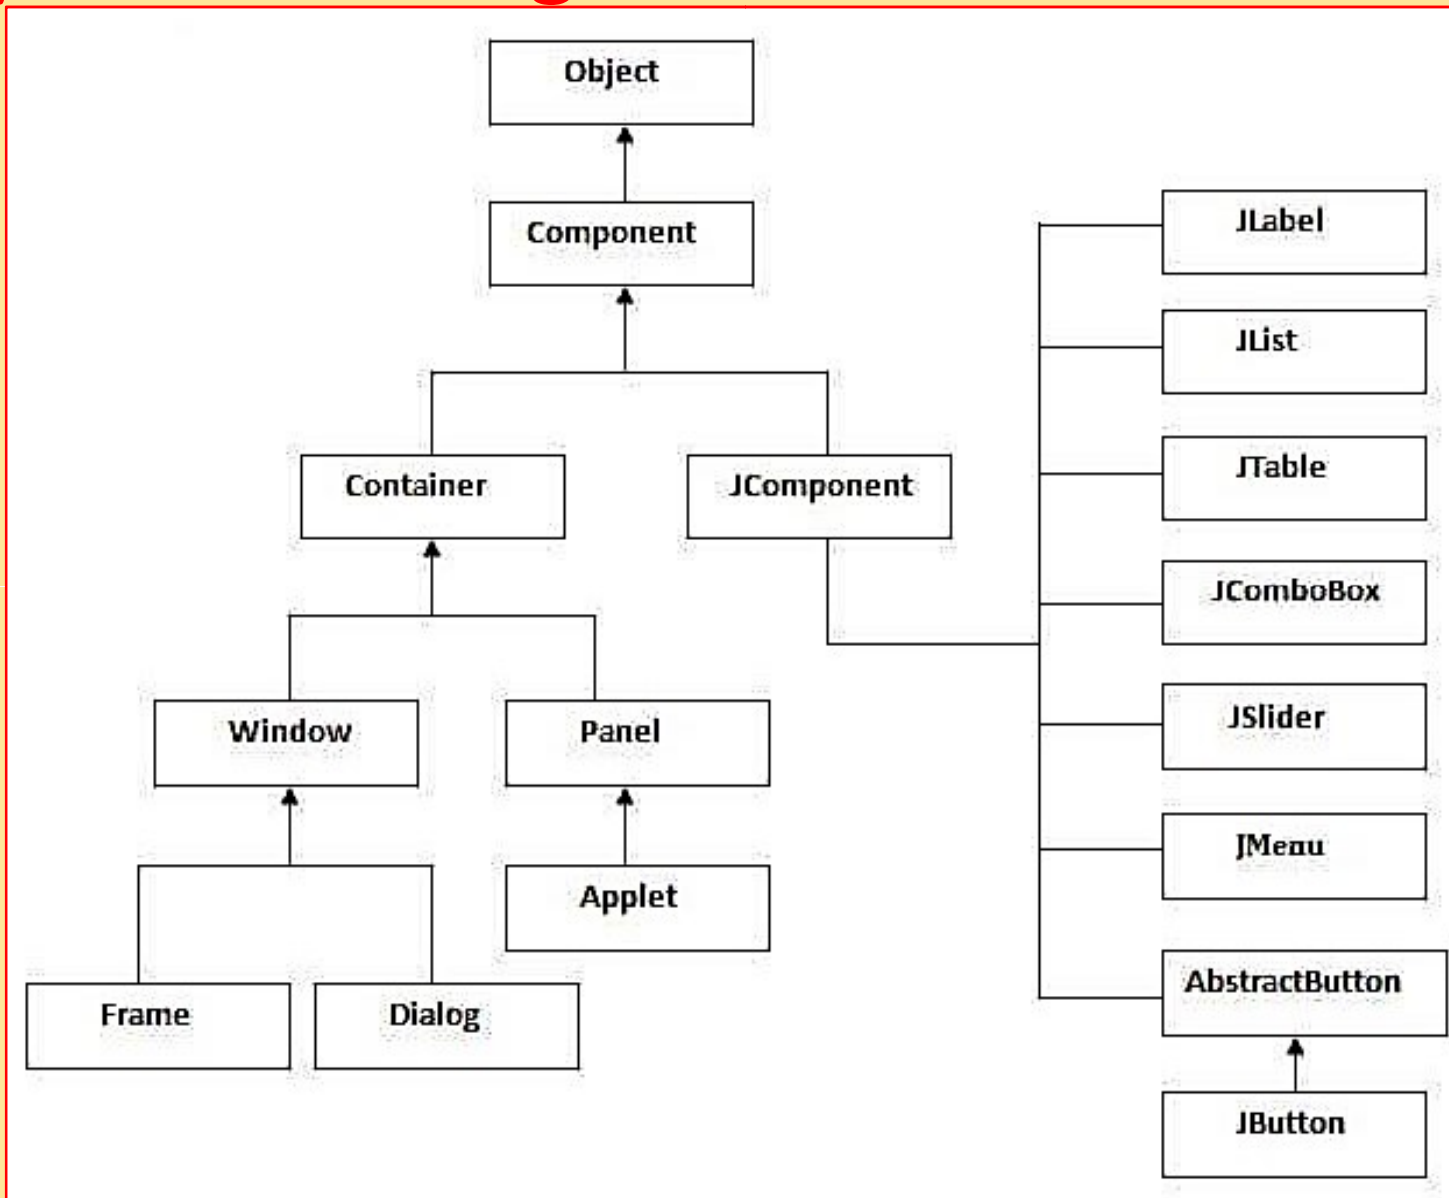 Object
Component
Container
JComponent
Window
Panel
Applet
Frame
Dialog
JLabel
JList
JTable
JComboBox
JSlider
JMenu
AbstractButton
JButton